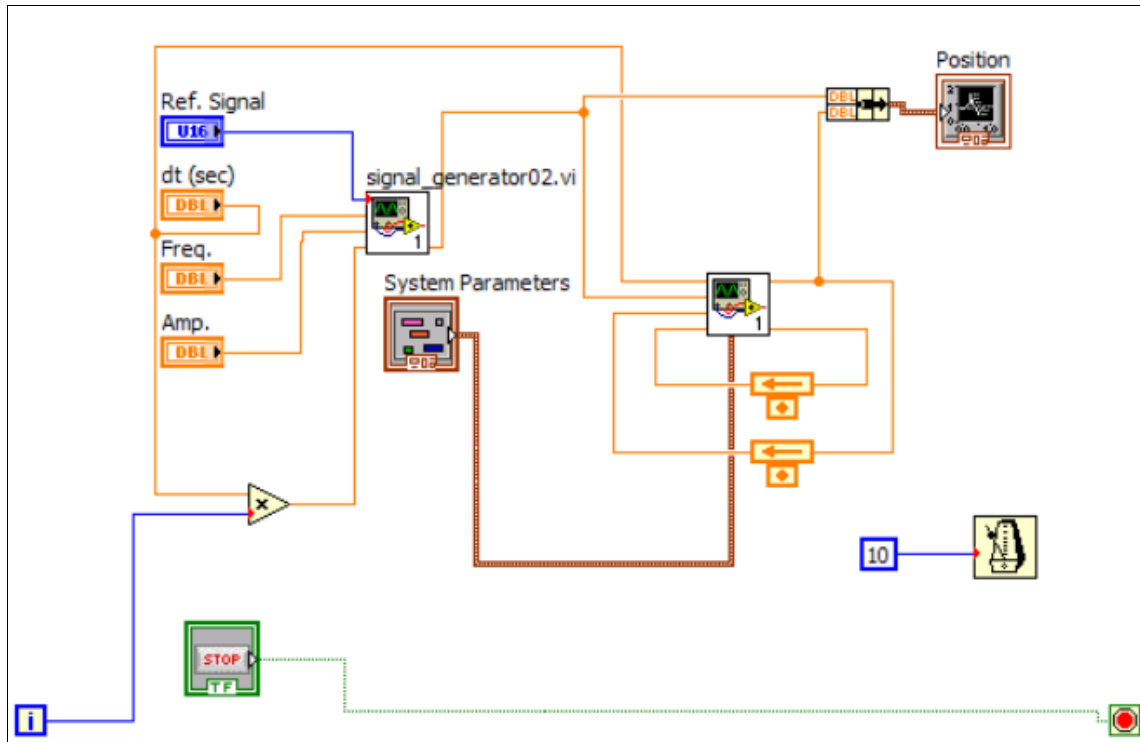 Position
Ref. Signal
DBL
DBL
U16
dt (sec)
signal_generator02.vi
DBL
1
Freq.
DBL
System Parameters
1
Amp.
DBL
10
STOP
TF
i